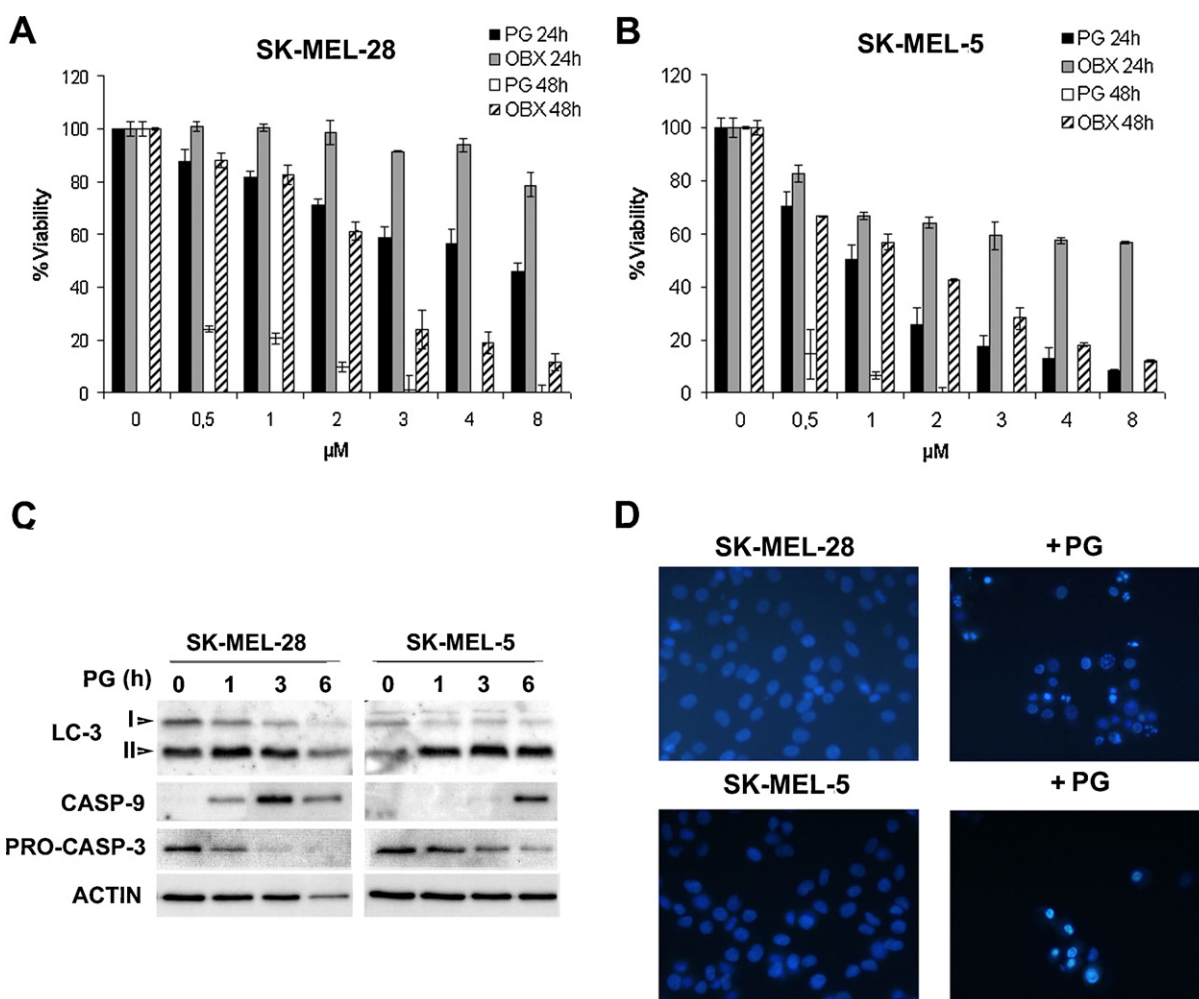 A
SK-MEL-28
PG 24h
OBX 24h
PG 48h
OBX 48h
% Viability
120
100
80
60
40
20
0
0 0,5 1 2 3 4 8
µM
B
SK-MEL-5
PG 24h
OBX 24h
PG 48h
OBX 48h
% Viability
120
100
80
60
40
20
0
0 0,5 1 2 3 4 8
µM
C
SK-MEL-28 SK-MEL-5
PG (h) 0 1 3 6 0 1 3 6
LC-3 I
II
CASP-9
PRO-CASP-3
ACTIN
D
SK-MEL-28 +PG
SK-MEL-5 +PG